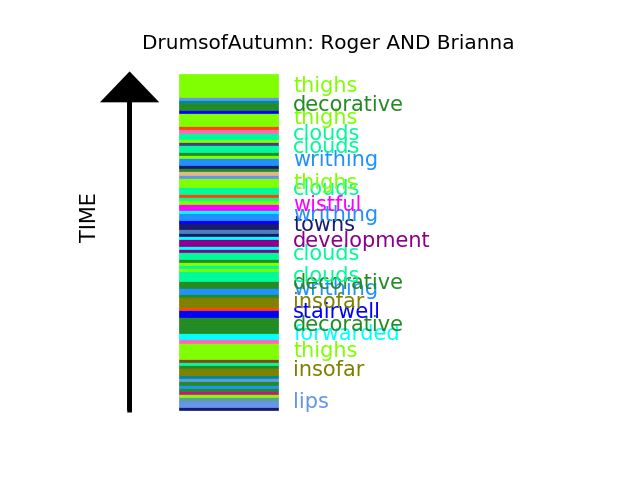 DrumsofAutumn: Roger AND Brianna
thighs
decorative
thighs
clouds
clouds
writhing
thighs
clouds
wistful
writhing
towns
development
clouds
clouds
decorative
writhing
insofar
stairwell
decorative
forwarded
thighs
insofar
lips
TIME